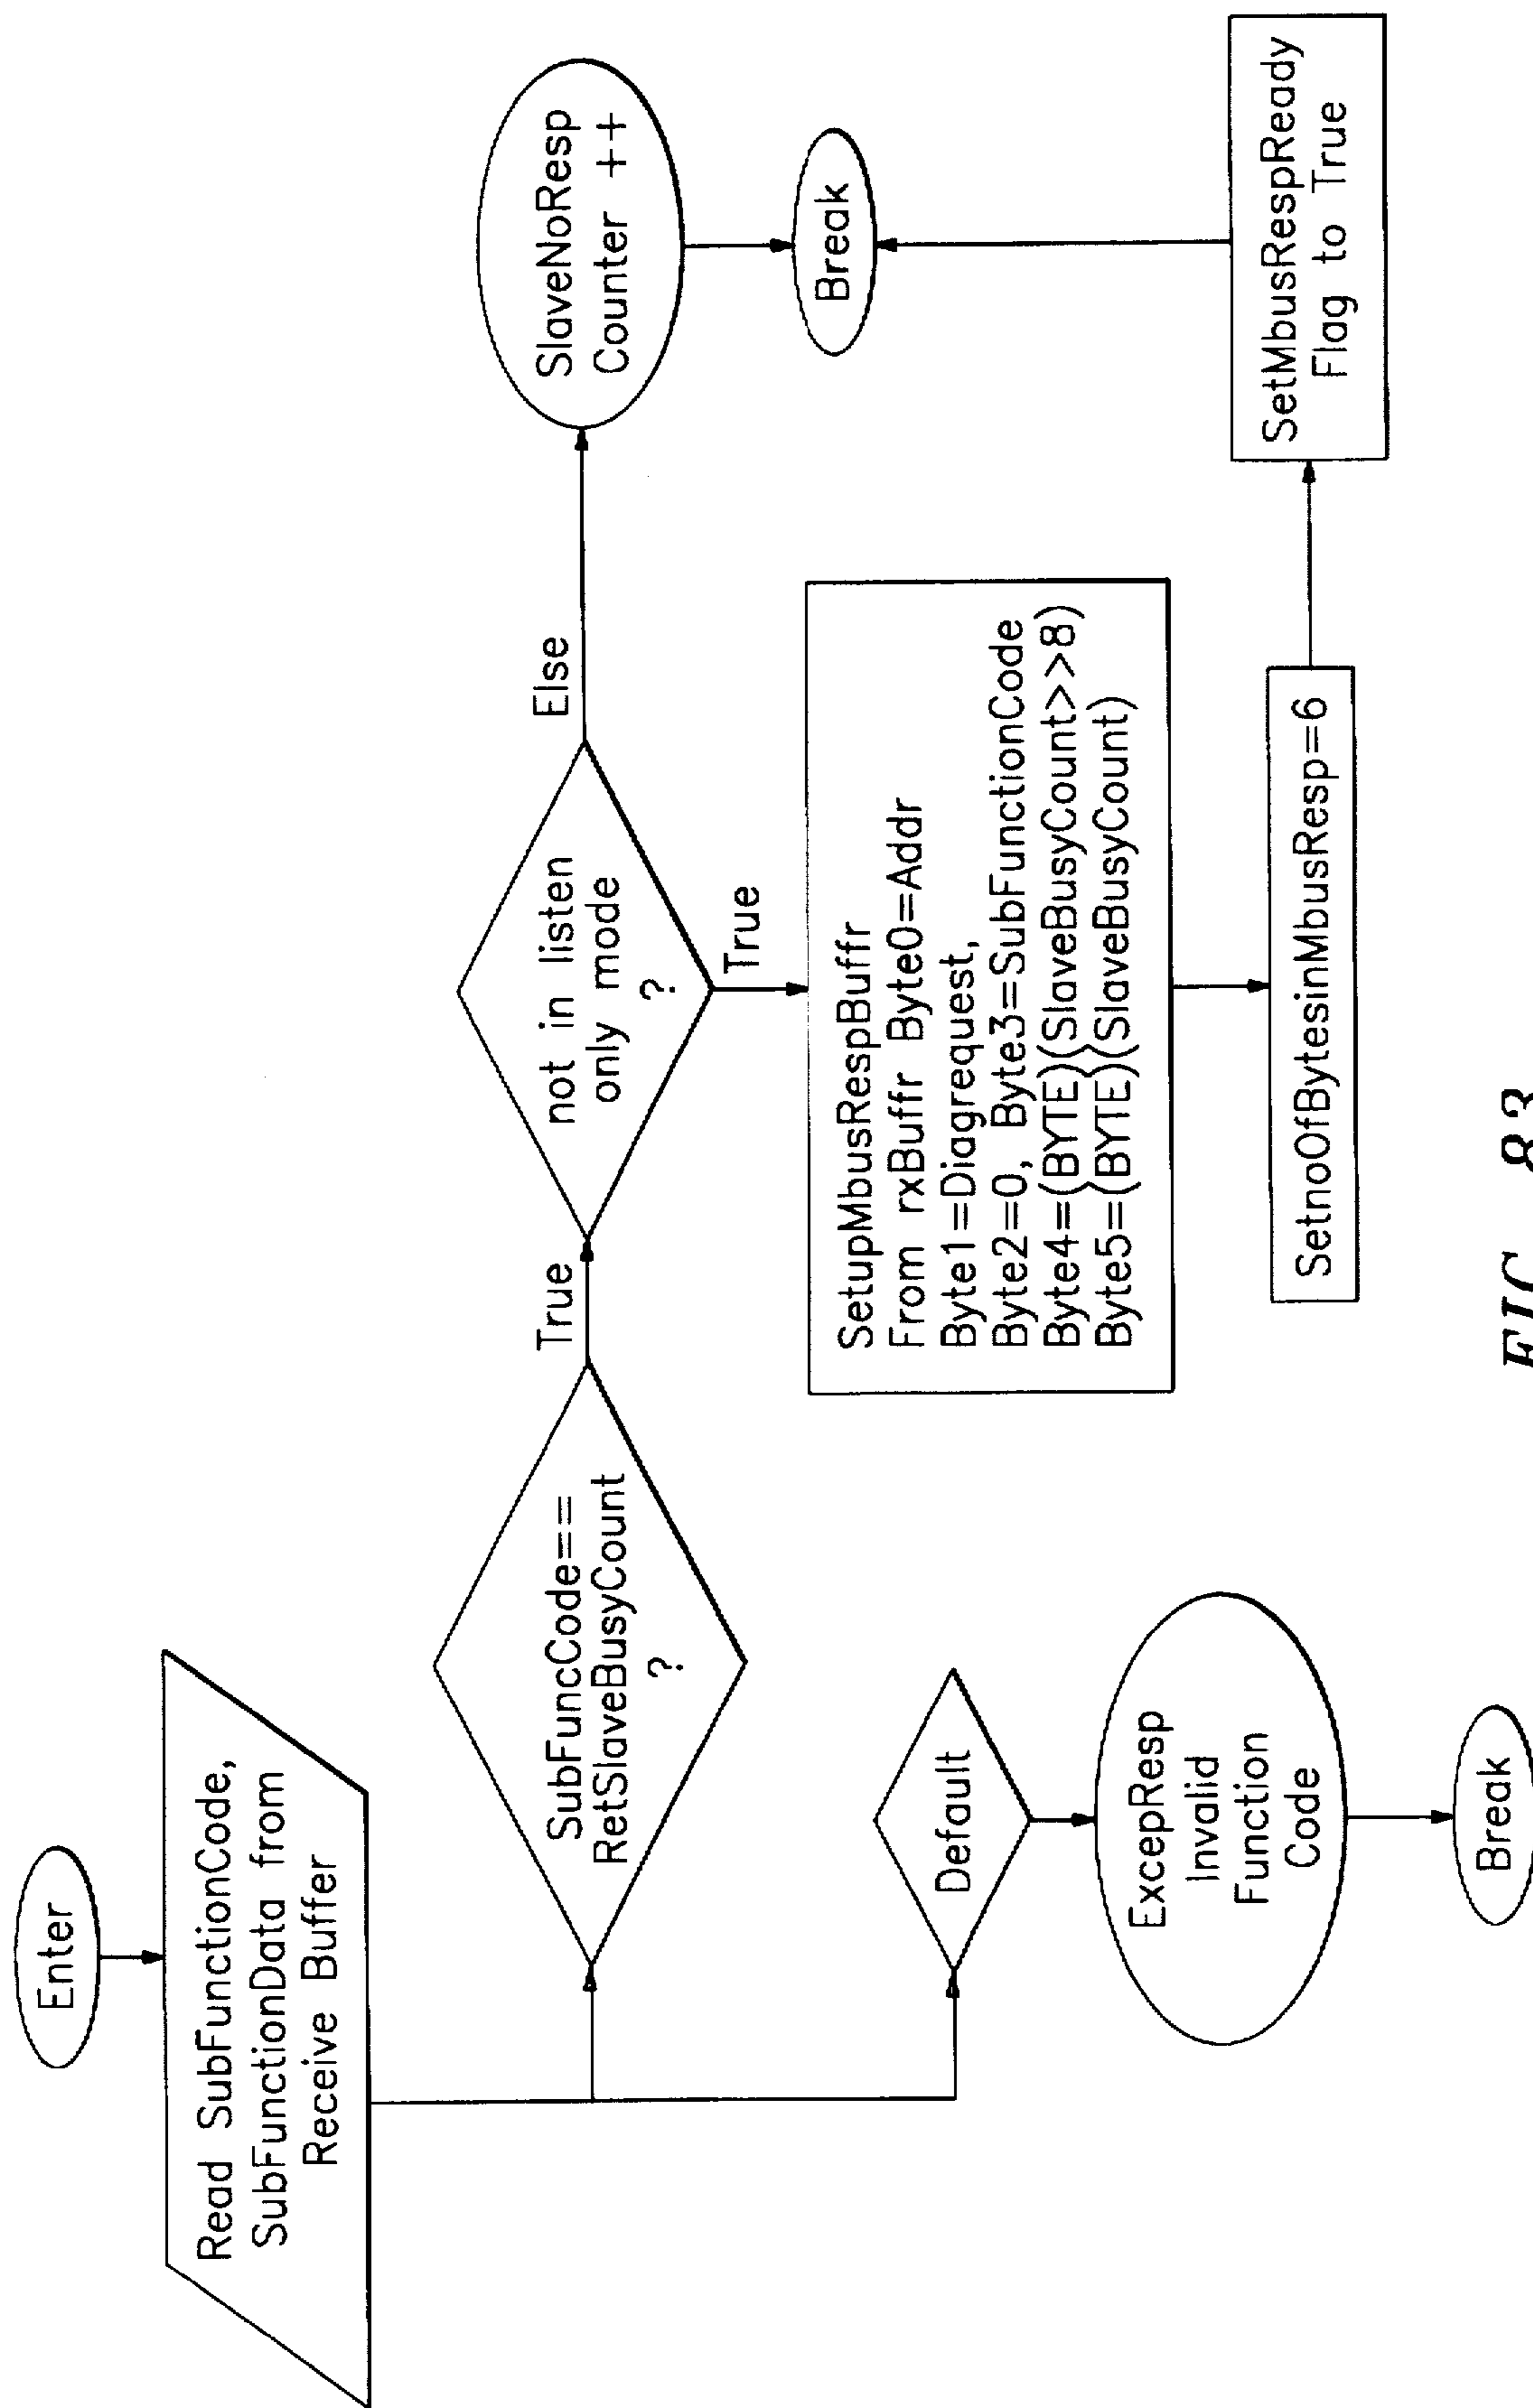 Enter
Read SubFunctionCode,
SubFunctionData from
Receive Buffer
SubFuncCode==
RetSlaveBusyCount
?
True
not in listen
only mode
?
Else
SlaveNoResp
Counter ++
Break
True
SetupMbusRespBuffr
From rxBuffr Byte0=Addr
Byte1=Diagrequest,
Byte2=0, Byte3=SubFunctionCode
Byte4=(BYTE)(SlaveBusyCount>>8)
Byte5=(BYTE)(SlaveBusyCount)
SetnoOfBytesinMbusResp=6
SetMbusRespReady
Flag to True
Default
ExcepResp
Invalid
Function
Code
Break
FIG. 83